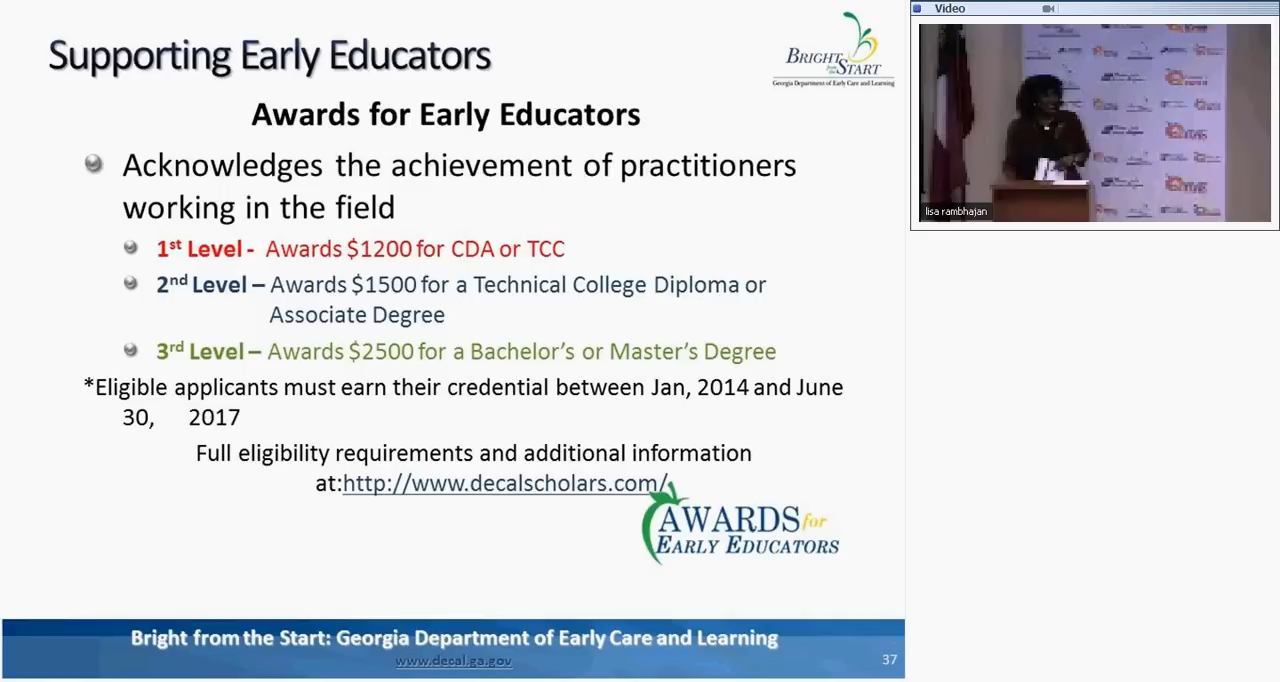 Supporting Early Educators
BRIGHT
from the
START
Georgia Department of Early Care and Learning
Awards for Early Educators
Acknowledges the achievement of practitioners
working in the field
1st Level - Awards $1200 for CDA or TCC
2nd Level – Awards $1500 for a Technical College Diploma or
Associate Degree
3rd Level – Awards $2500 for a Bachelor's or Master's Degree
*Eligible applicants must earn their credential between Jan, 2014 and June
30, 2017
Full eligibility requirements and additional information
at:http://www.decalscholars.com/
AWARDS for
EARLY EDUCATORS
Bright from the Start: Georgia Department of Early Care and Learning
www.decal.ga.gov
37
Video
lisa rambhajan